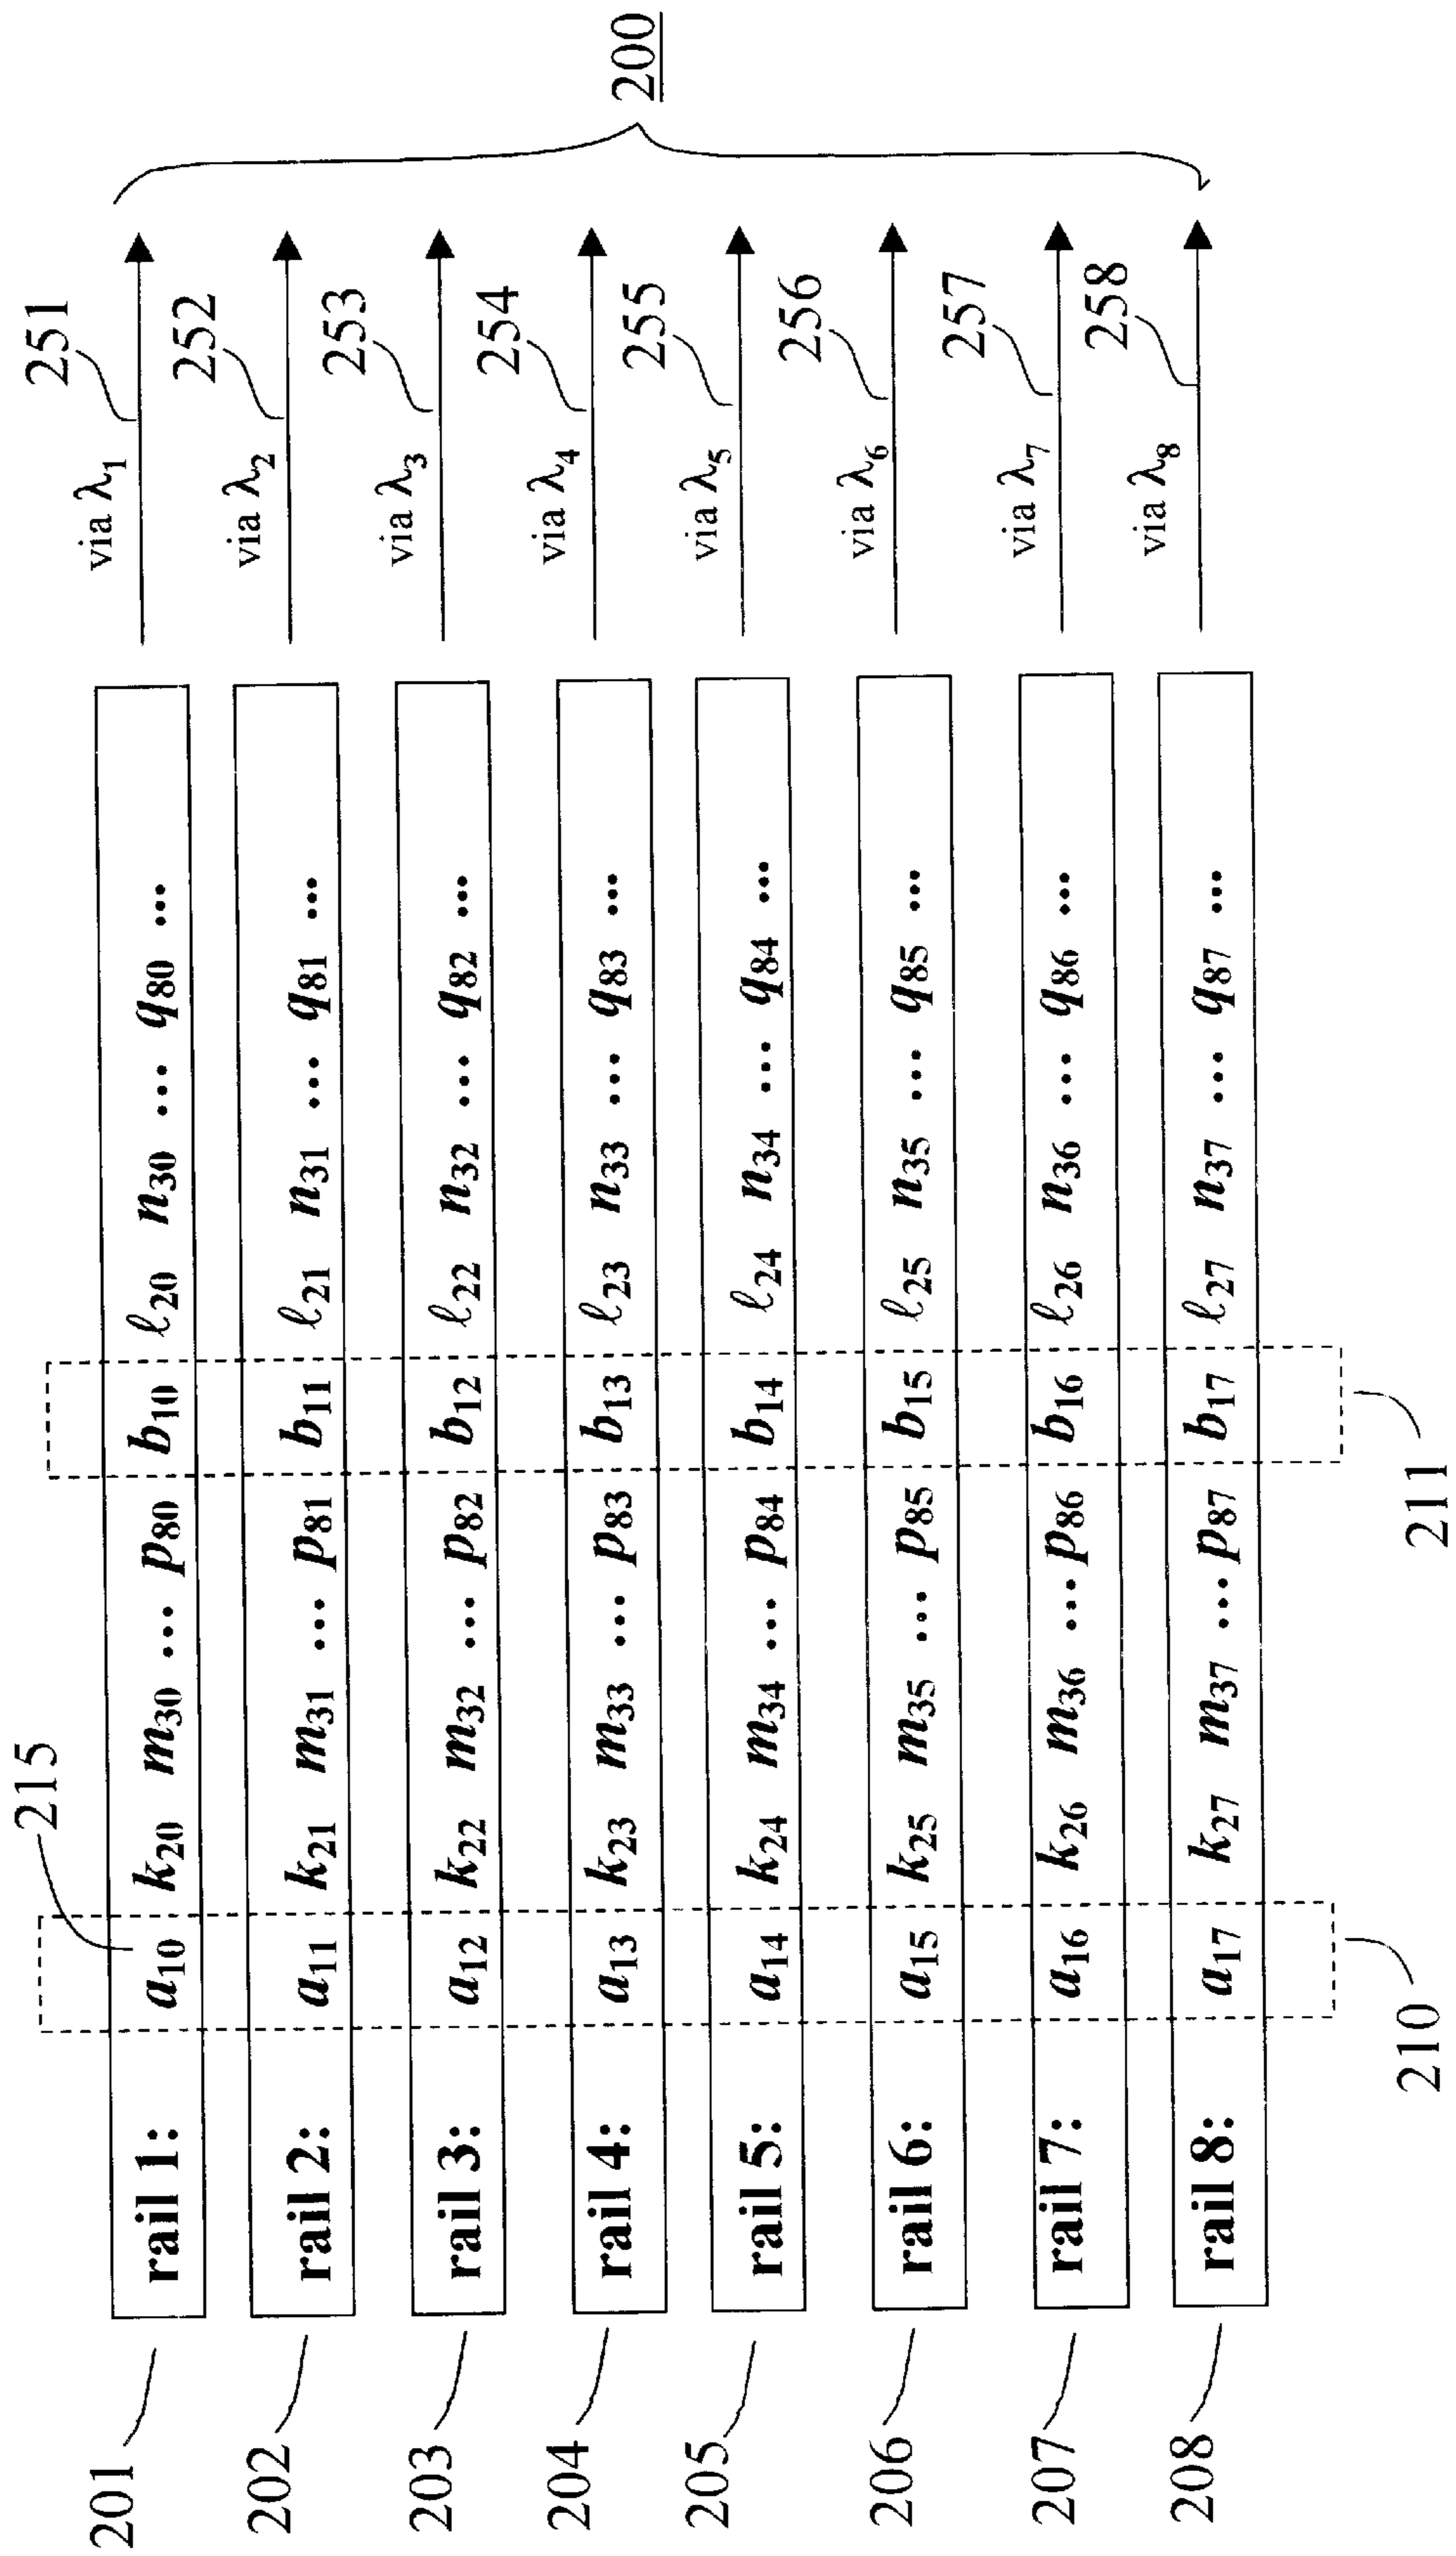 215
251
201 rail 1: a10 k20 m30 ... p80 b10 ℓ20 n30 ... q80 ... via λ1
252
202 rail 2: a11 k21 m31 ... p81 b11 ℓ21 n31 ... q81 ... via λ2
253
203 rail 3: a12 k22 m32 ... p82 b12 ℓ22 n32 ... q82 ... via λ3
254
204 rail 4: a13 k23 m33 ... p83 b13 ℓ23 n33 ... q83 ... via λ4
200
255
205 rail 5: a14 k24 m34 ... p84 b14 ℓ24 n34 ... q84 ... via λ5
256
206 rail 6: a15 k25 m35 ... p85 b15 ℓ25 n35 ... q85 ... via λ6
257
207 rail 7: a16 k26 m36 ... p86 b16 ℓ26 n36 ... q86 ... via λ7
258
208 rail 8: a17 k27 m37 ... p87 b17 ℓ27 n37 ... q87 ... via λ8
210 211